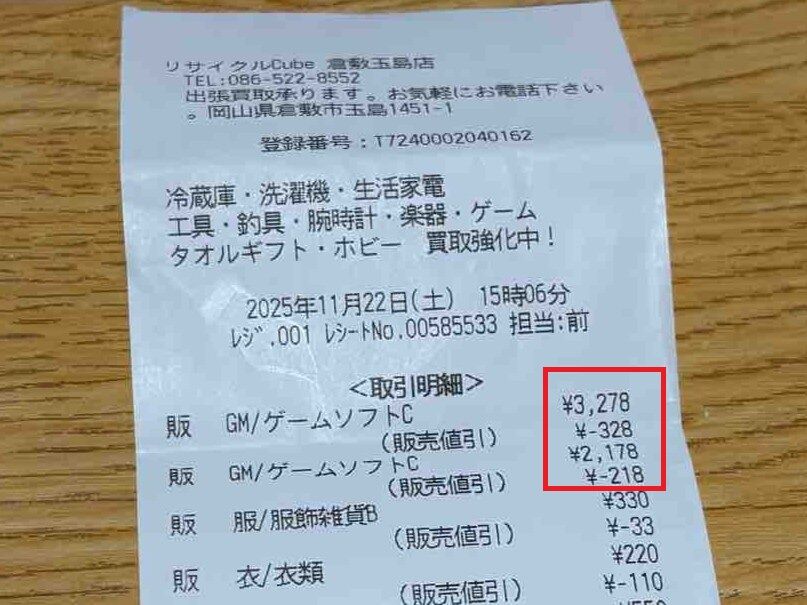 リサイクルCube 倉敷玉島店
TEL:086-522-8552
出張買取承ります。お気軽にお電話下さい
。岡山県倉敷市玉島1451-1
登録番号:T7240002040162
冷蔵庫・洗濯機・生活家電
工具・釣具・腕時計・楽器・ゲーム
タオルギフト・ホビー 買取強化中!
2025年11月22日(土) 15時06分
ﾚｼﾞ.001 ﾚｼｰﾄNo.00585533 担当:前
<取引明細>
販 GM/ゲームソフトC ¥3,278
(販売値引) ¥-328
販 GM/ゲームソフトC ¥2,178
(販売値引) ¥-218
販 服/服飾雑貨B ¥330
(販売値引) ¥-33
販 衣/衣類 ¥220
(販売値引) ¥-110